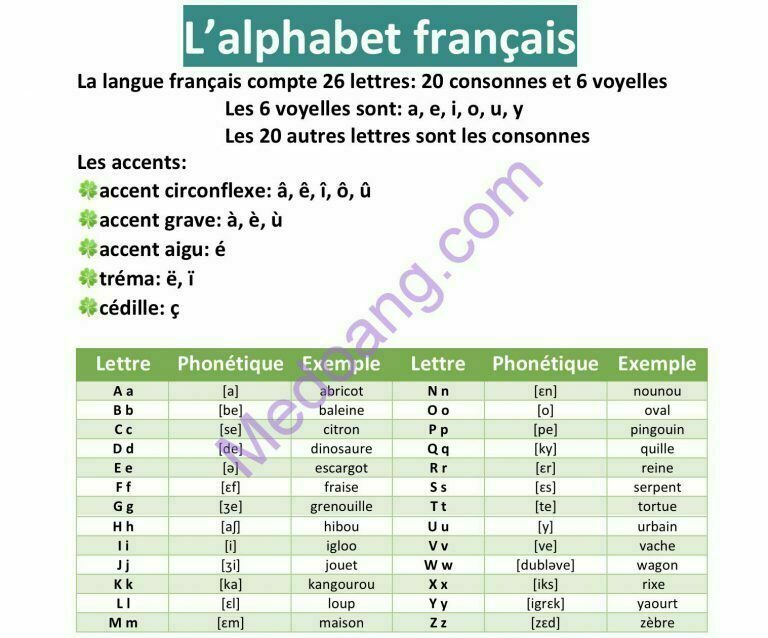 L’alphabet français
La langue français compte 26 lettres: 20 consonnes et 6 voyelles
Les 6 voyelles sont: a, e, i, o, u, y
Les 20 autres lettres sont les consonnes
Les accents:
accent circonflexe: â, ê, î, ô, û
accent grave: à, è, ù
accent aigu: é
tréma: ë, ï
cédille: ç
Lettre Phonétique Exemple Lettre Phonétique Exemple
A a [a] abricot N n [ɛn] nounou
B b [be] baleine O o [o] oval
C c [se] citron P p [pe] pingouin
D d [de] dinosaure Q q [ky] quille
E e [ə] escargot R r [ɛr] reine
F f [ɛf] fraise S s [ɛs] serpent
G g [ʒe] grenouille T t [te] tortue
H h [aʃ] hibou U u [y] urbain
I i [i] igloo V v [ve] vache
J j [ʒi] jouet W w [dubləve] wagon
K k [ka] kangourou X x [iks] rixe
L l [ɛl] loup Y y [igrɛk] yaourt
M m [ɛm] maison Z z [zɛd] zèbre
Medoang.com